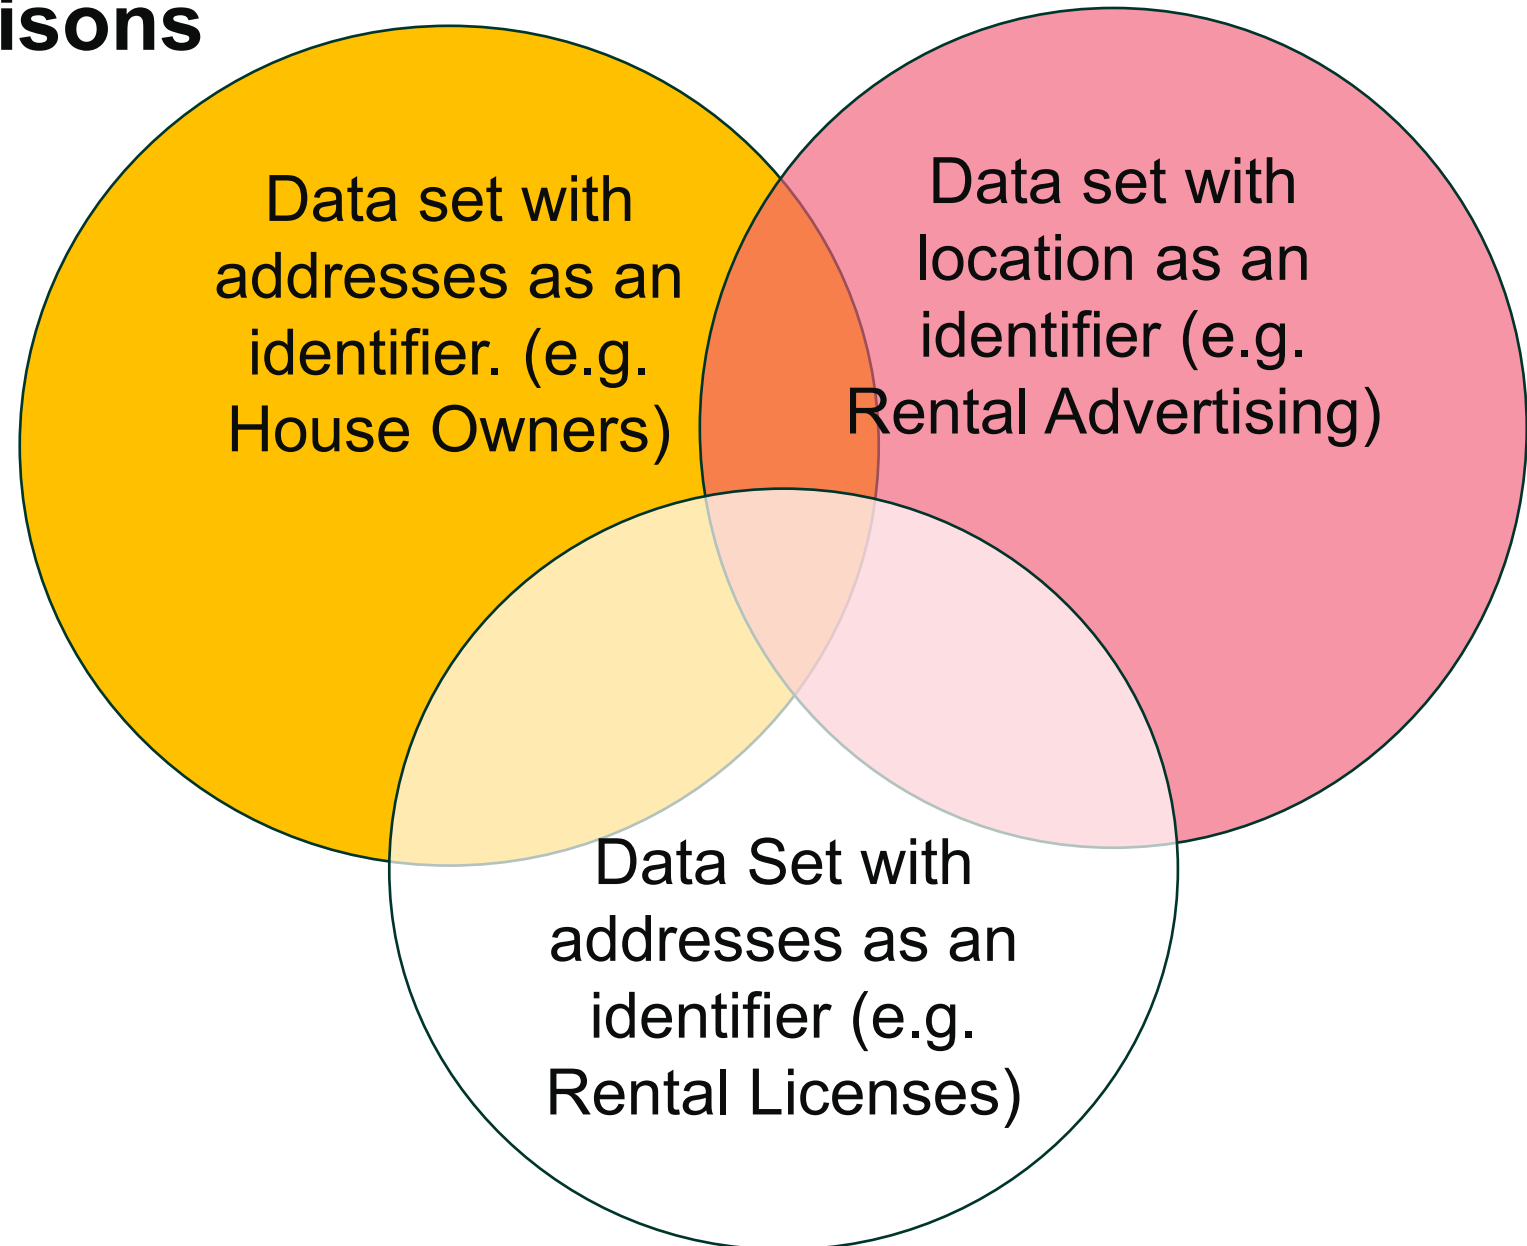 isons
Data set with
addresses as an
identifier. (e.g.
House Owners)
Data set with
location as an
identifier (e.g.
Rental Advertising)
Data Set with
addresses as an
identifier (e.g.
Rental Licenses)